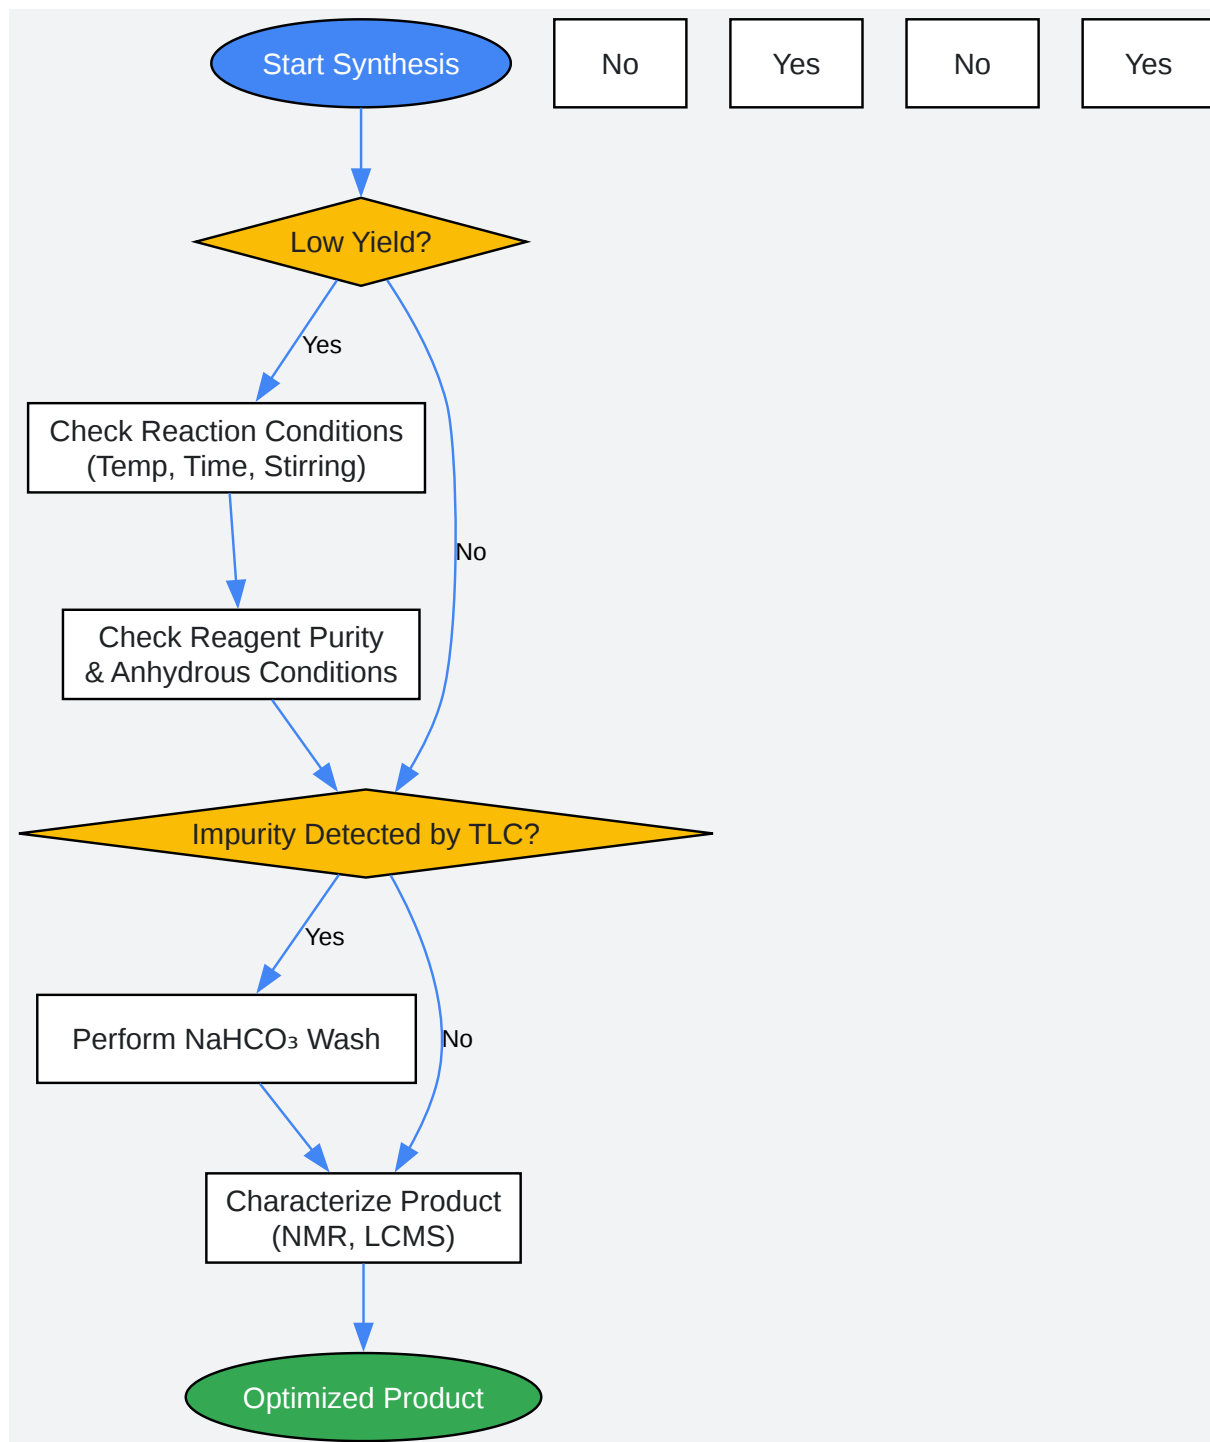 Start Synthesis
No
Yes
No
Yes
Low Yield?
Yes
Check Reaction Conditions
(Temp, Time, Stirring)
No
Check Reagent Purity
& Anhydrous Conditions
Impurity Detected by TLC?
Yes
Perform NaHCO₃ Wash
No
Characterize Product
(NMR, LCMS)
Optimized Product